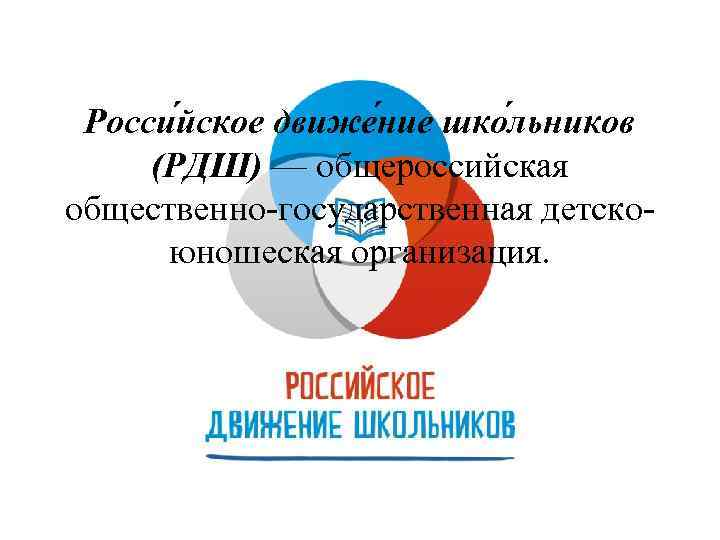 Росси́йское движе́ние шко́льников
(РДШ) — общероссийская
общественно-государственная детско-
юношеская организация.
РОССИЙСКОЕ
ДВИЖЕНИЕ ШКОЛЬНИКОВ